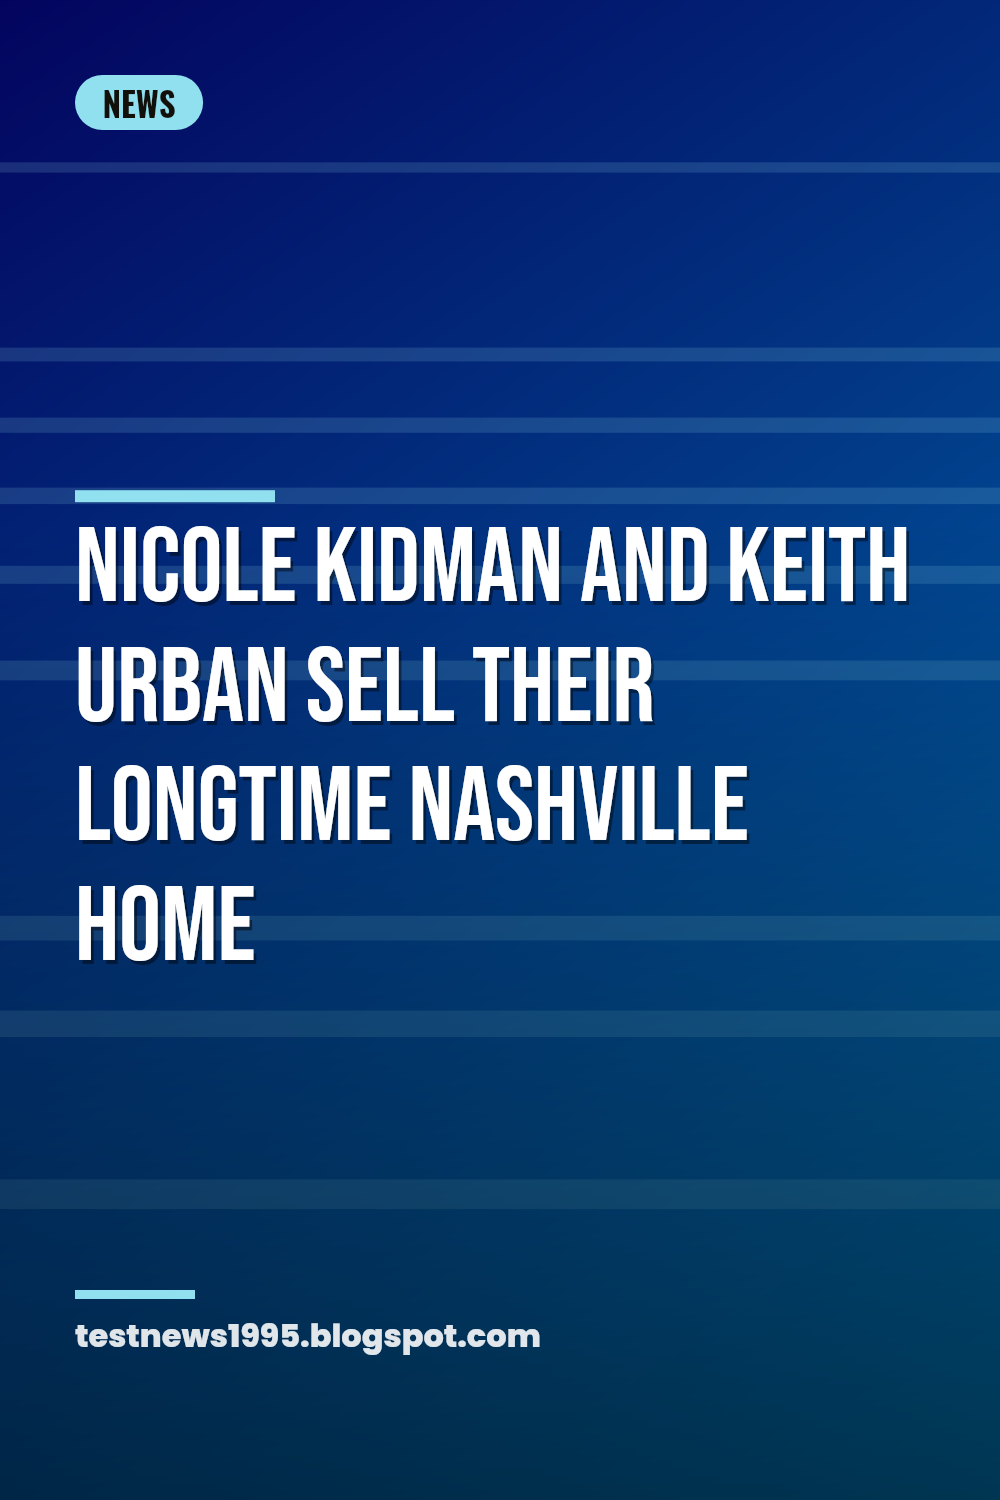 NEWS
NICOLE KIDMAN AND KEITH
URBAN SELL THEIR
LONGTIME NASHVILLE
HOME
testnews1995.blogspot.com